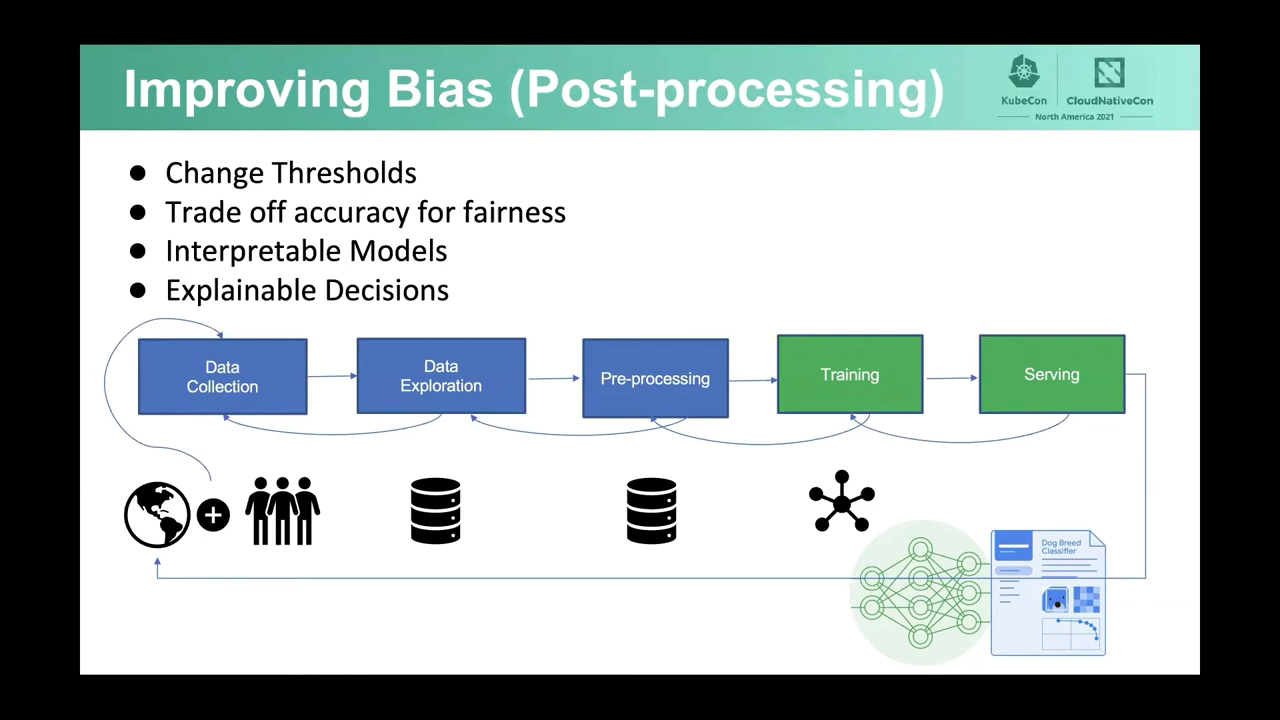 Improving Bias (Post-processing)
KubeCon
CloudNativeCon
North America 2021
● Change Thresholds
● Trade off accuracy for fairness
● Interpretable Models
● Explainable Decisions
Data
Collection
Data
Exploration
Pre-processing
Training
Serving
Dog Breed
Classifier